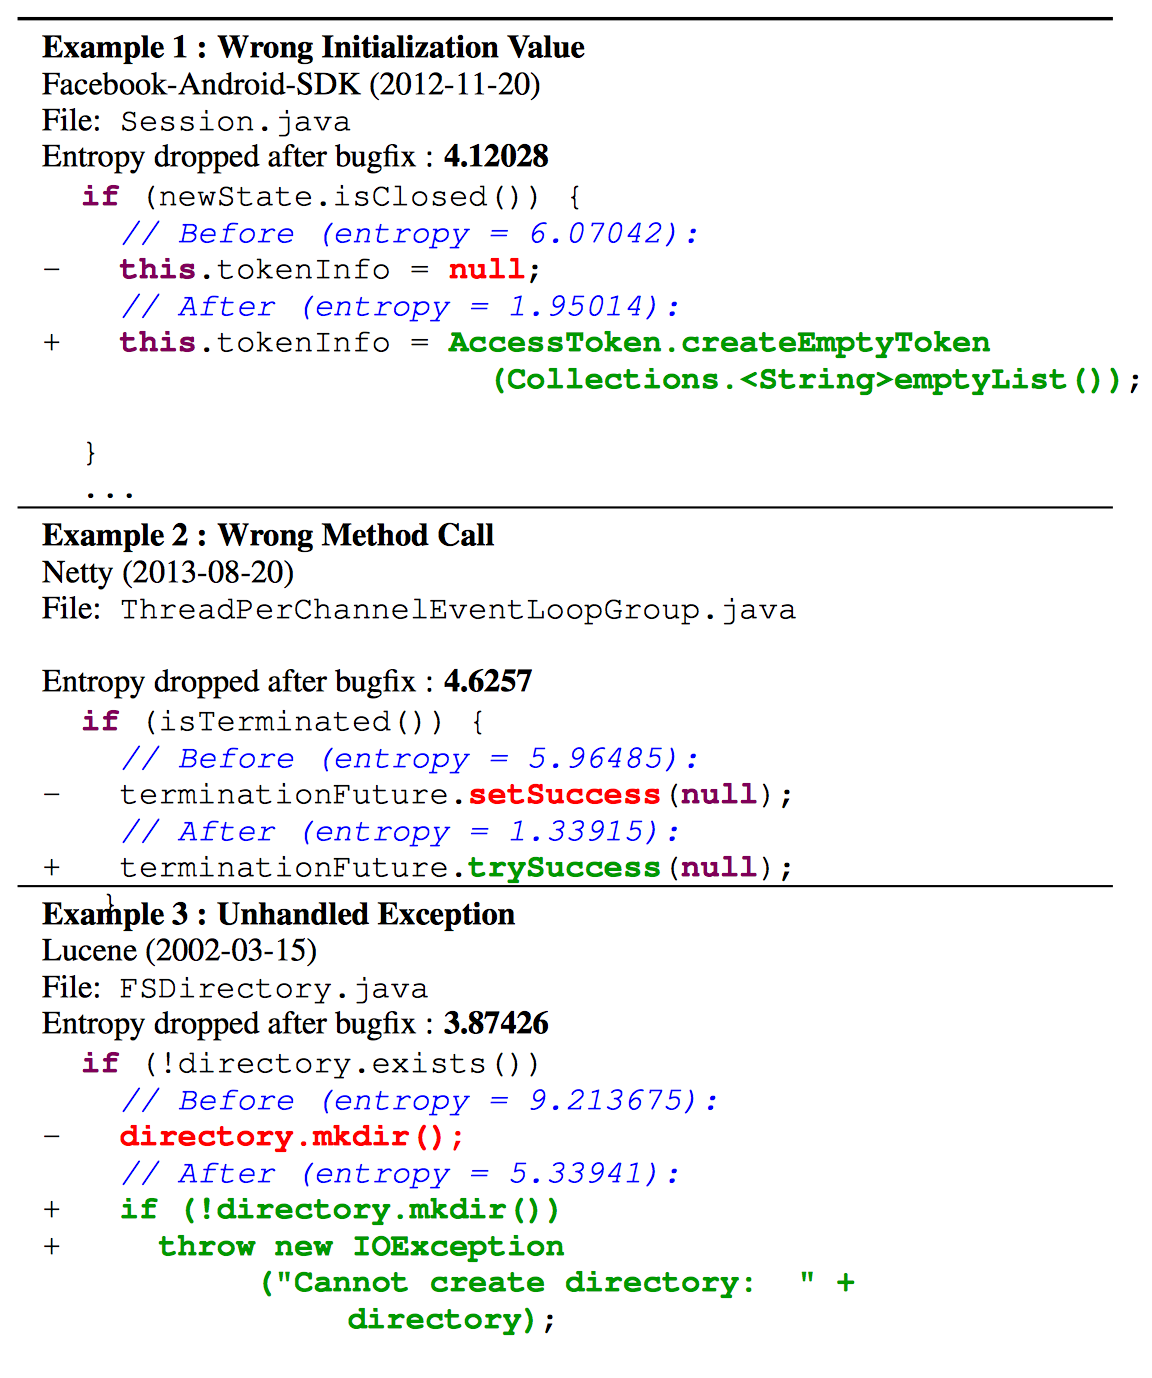 Example 1 : Wrong Initialization Value
Facebook-Android-SDK (2012-11-20)
File: Session.java
Entropy dropped after bugfix : 4.12028
if (newState.isClosed()) {
// Before (entropy = 6.07042):
- this.tokenInfo = null;
// After (entropy = 1.95014):
+ this.tokenInfo = AccessToken.createEmptyToken
(Collections.<String>emptyList());
}
...
Example 2 : Wrong Method Call
Netty (2013-08-20)
File: ThreadPerChannelEventLoopGroup.java
Entropy dropped after bugfix : 4.6257
if (isTerminated()) {
// Before (entropy = 5.96485):
- terminationFuture.setSuccess(null);
// After (entropy = 1.33915):
+ terminationFuture.trySuccess(null);
}
Example 3 : Unhandled Exception
Lucene (2002-03-15)
File: FSDirectory.java
Entropy dropped after bugfix : 3.87426
if (!directory.exists())
// Before (entropy = 9.213675):
- directory.mkdir();
// After (entropy = 5.33941):
+ if (!directory.mkdir())
+ throw new IOException
("Cannot create directory:  " +
directory);